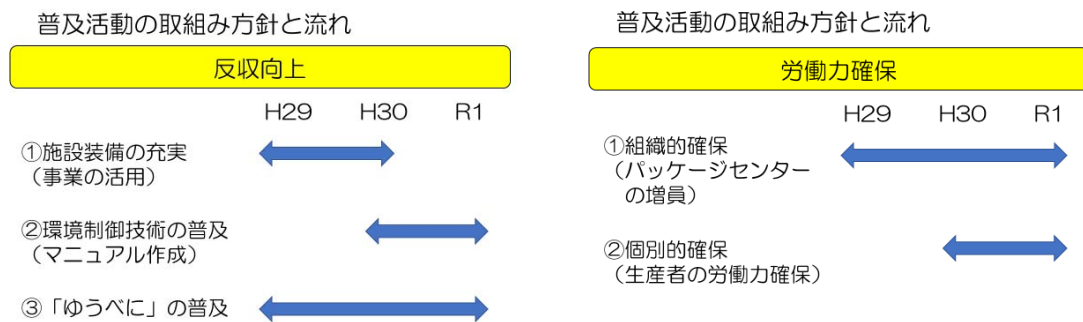 普及活動の取組み方針と流れ
反収向上
H29 H30 R1
①施設装備の充実
（事業の活用）
②環境制御技術の普及
（マニュアル作成）
③「ゆうべに」の普及
普及活動の取組み方針と流れ
労働力確保
H29 H30 R1
①組織的確保
（パッケージセンター
の増員）
②個別的確保
（生産者の労働力確保）